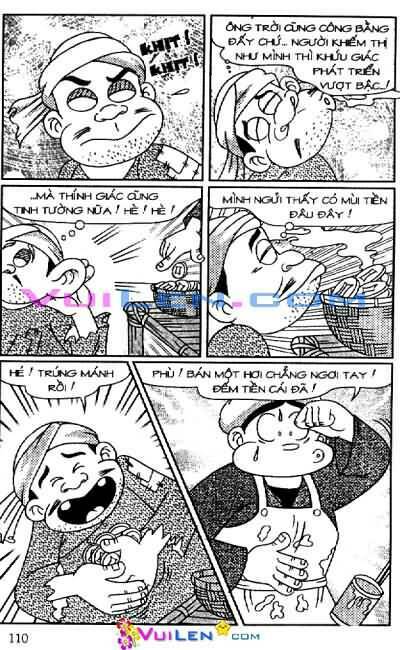 KHỊT!
KHỊT!
ÔNG TRỜI CŨNG CÔNG BẰNG
ĐẤY CHỨ... NGƯỜI KHIẾM THỊ
NHƯ MÌNH THÌ KHỨU GIÁC
PHÁT TRIỂN
VƯỢT BẬC!
...MÀ THÍNH GIÁC CŨNG
TINH TƯỜNG NỮA! HÈ! HÈ!
MÌNH NGỬI THẤY CÓ MÙI TIỀN
ĐÂU ĐÂY!
VUILEN.COM
HÉ! TRÚNG MÁNH
RỒI!
PHÙ! BÁN MỘT HƠI CHẲNG NGƠI TAY!
ĐẾM TIỀN CÁI ĐÃ!
110
VUILEN.COM